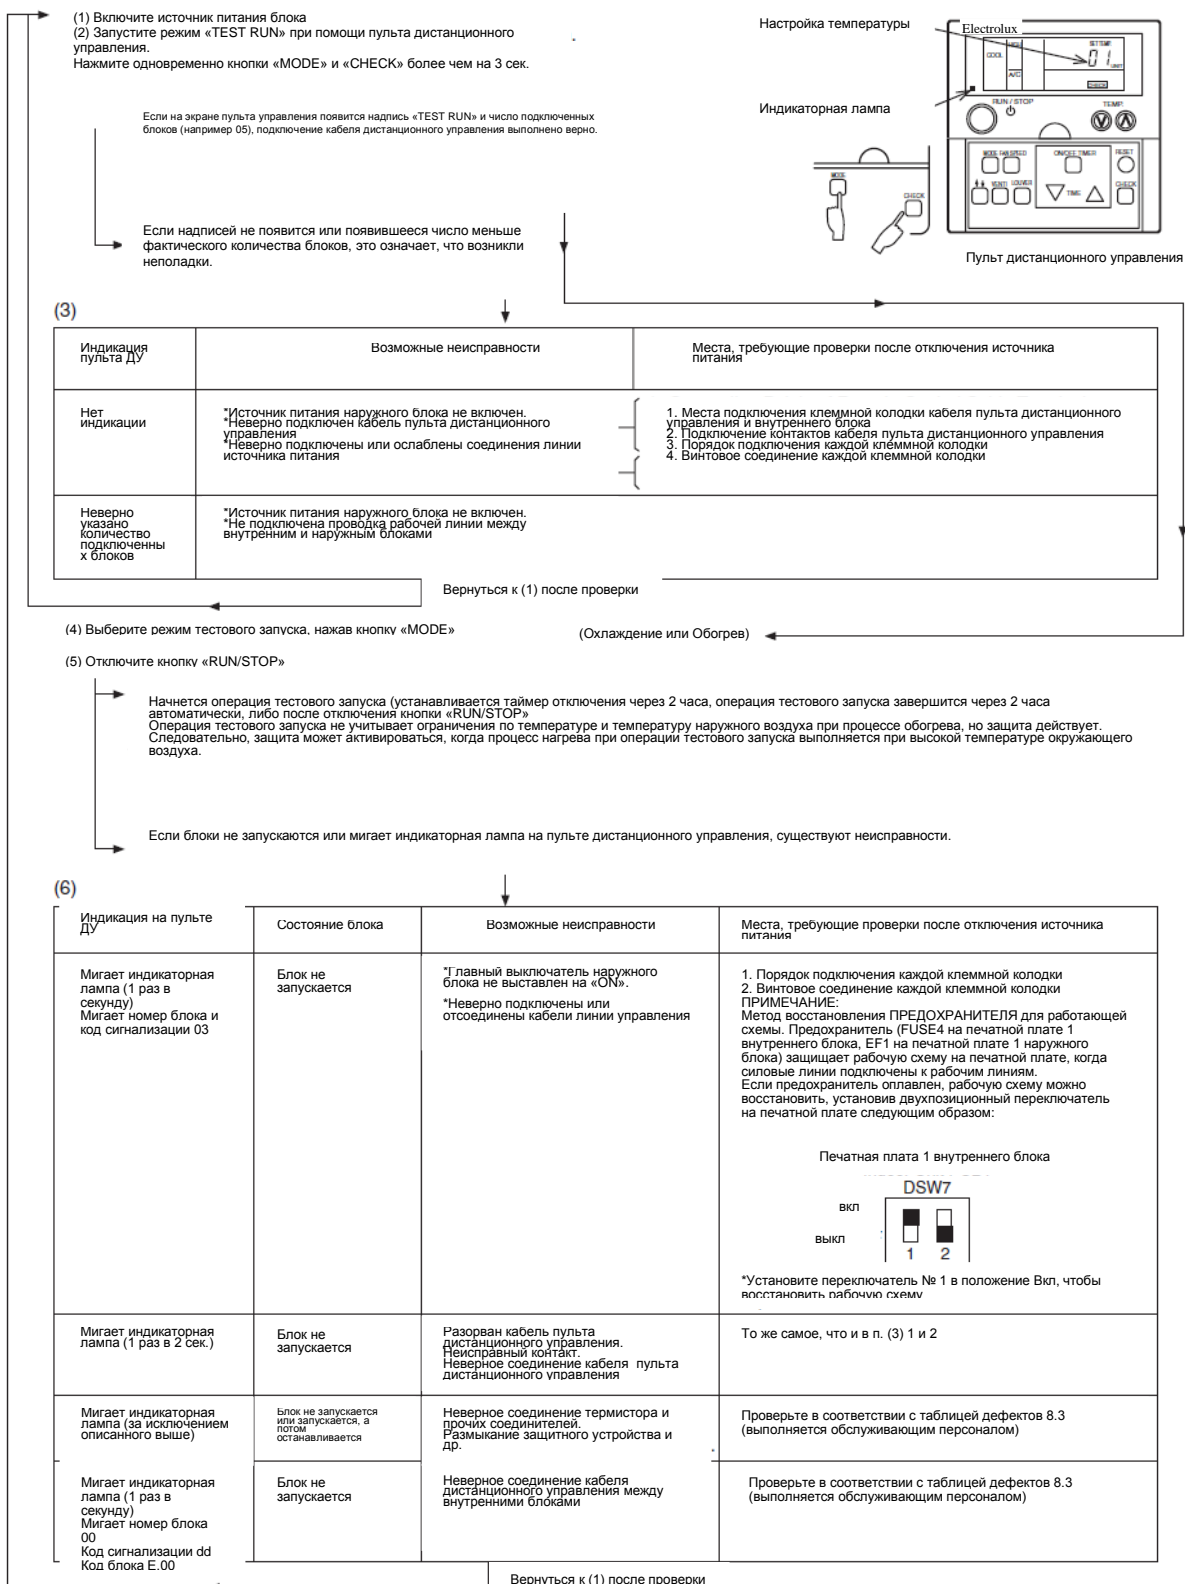 (1) Включите источник питания блока
(2) Запустите режим «TEST RUN» при помощи пульта дистанционного
управления.
Нажмите одновременно кнопки «MODE» и «CHECK» более чем на 3 сек.
Если на экране пульта управления появится надпись «TEST RUN» и число подключенных
блоков (например 05), подключение кабеля дистанционного управления выполнено верно.
Если надписей не появится или появившееся число меньше
фактического количества блоков, это означает, что возникли
неполадки.
Настройка температуры
Индикаторная лампа
Electrolux
COOL
SET TEMP.
01
UNIT
A/C
CHECK
RUN / STOP
TEMP.
MODE FAN SPEED
ON/OFF TIMER
RESET
VENTI LOUVER
TIME
CHECK
MODE
CHECK
Пульт дистанционного управления
(3)
Индикация
пульта ДУ
Возможные неисправности
Места, требующие проверки после отключения источника
питания
Нет
индикации
*Источник питания наружного блока не включен.
*Неверно подключен кабель пульта дистанционного
управления
*Неверно подключены или ослаблены соединения линии
источника питания
1. Места подключения клеммной колодки кабеля пульта дистанционного
управления и внутреннего блока
2. Подключение контактов кабеля пульта дистанционного управления
3. Порядок подключения каждой клеммной колодки
4. Винтовое соединение каждой клеммной колодки
Неверно
указано
количество
подключенны
х блоков
*Источник питания наружного блока не включен.
*Не подключена проводка рабочей линии между
внутренним и наружным блоками
Вернуться к (1) после проверки
(4) Выберите режим тестового запуска, нажав кнопку «MODE»
(Охлаждение или Обогрев)
(5) Отключите кнопку «RUN/STOP»
Начнется операция тестового запуска (устанавливается таймер отключения через 2 часа, операция тестового запуска завершится через 2 часа
автоматически, либо после отключения кнопки «RUN/STOP»
Операция тестового запуска не учитывает ограничения по температуре и температуру наружного воздуха при процессе обогрева, но защита действует.
Следовательно, защита может активироваться, когда процесс нагрева при операции тестового запуска выполняется при высокой температуре окружающего
воздуха.
Если блоки не запускаются или мигает индикаторная лампа на пульте дистанционного управления, существуют неисправности.
(6)
Индикация на пульте
ДУ
Состояние блока
Возможные неисправности
Места, требующие проверки после отключения источника
питания
Мигает индикаторная
лампа (1 раз в
секунду)
Мигает номер блока и
код сигнализации 03
Блок не
запускается
*Главный выключатель наружного
блока не выставлен на «ON».
*Неверно подключены или
отсоединены кабели линии управления
1. Порядок подключения каждой клеммной колодки
2. Винтовое соединение каждой клеммной колодки
ПРИМЕЧАНИЕ:
Метод восстановления ПРЕДОХРАНИТЕЛЯ для работающей
схемы. Предохранитель (FUSE4 на печатной плате 1
внутреннего блока, EF1 на печатной плате 1 наружного
блока) защищает рабочую схему на печатной плате, когда
силовые линии подключены к рабочим линиям.
Если предохранитель оплавлен, рабочую схему можно
восстановить, установив двухпозиционный переключатель
на печатной плате следующим образом:
Печатная плата 1 внутреннего блока
DSW7
вкл
выкл
1 2
*Установите переключатель № 1 в положение Вкл, чтобы
восстановить рабочую схему
Мигает индикаторная
лампа (1 раз в 2 сек.)
Блок не
запускается
Разорван кабель пульта
дистанционного управления.
Неисправный контакт.
Неверное соединение кабеля пульта
дистанционного управления
То же самое, что и в п. (3) 1 и 2
Мигает индикаторная
лампа (за исключением
описанного выше)
Блок не запускается
или запускается, а
потом
останавливается
Неверное соединение термистора и
прочих соединителей.
Размыкание защитного устройства и
др.
Проверьте в соответствии с таблицей дефектов 8.3
(выполняется обслуживающим персоналом)
Мигает индикаторная
лампа (1 раз в
секунду)
Мигает номер блока
00
Код сигнализации dd
Код блока E.00
Блок не
запускается
Неверное соединение кабеля
дистанционного управления между
внутренними блоками
Проверьте в соответствии с таблицей дефектов 8.3
(выполняется обслуживающим персоналом)
Вернуться к (1) после проверки